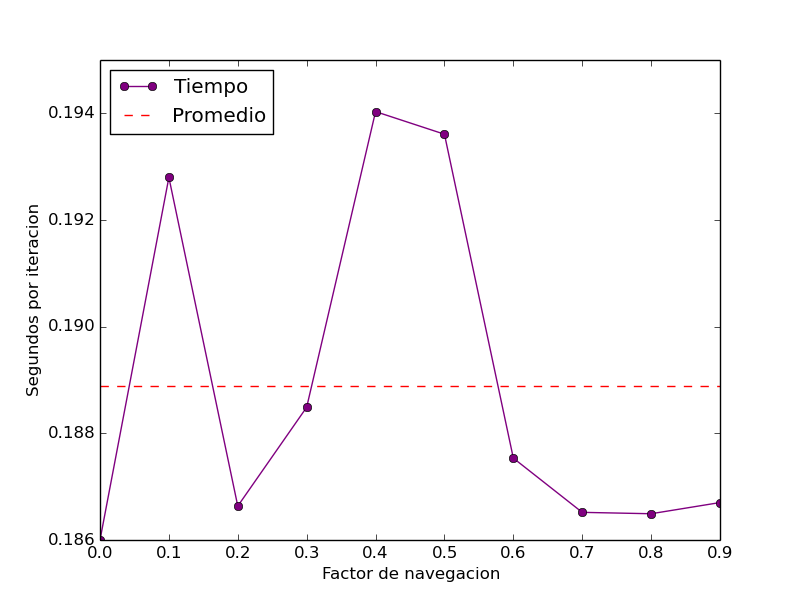 Tiempo
Promedio
0.194
0.192
0.190
0.188
0.186
Segundos por iteracion
0.0 0.1 0.2 0.3 0.4 0.5 0.6 0.7 0.8 0.9
Factor de navegacion